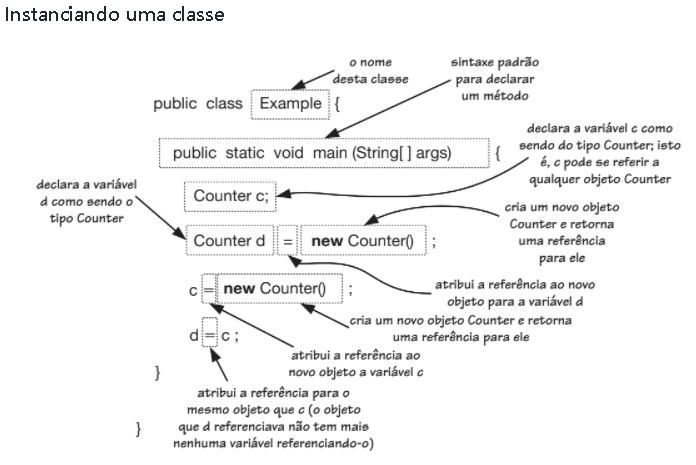 Instanciando uma classe
o nome
desta classe
sintaxe padrão
para declarar
um método
public class Example {
declara a variável c como
sendo do tipo Counter; isto
é, c pode se referir a
qualquer objeto Counter
public static void main (String[ ] args) {
Counter c;
declara a variável
d como sendo o
tipo Counter
cria um novo objeto
Counter e retorna
uma referência
para ele
Counter d = new Counter() ;
atribui a referência ao novo
objeto para a variável d
c = new Counter() ;
cria um novo objeto Counter e retorna
uma referência para ele
d = c ;
atribui a referência ao
novo objeto a variável c
}
atribui a referência para o
mesmo objeto que c (o objeto
que d referenciava não tem mais
nenhuma variável referenciando-o)
}